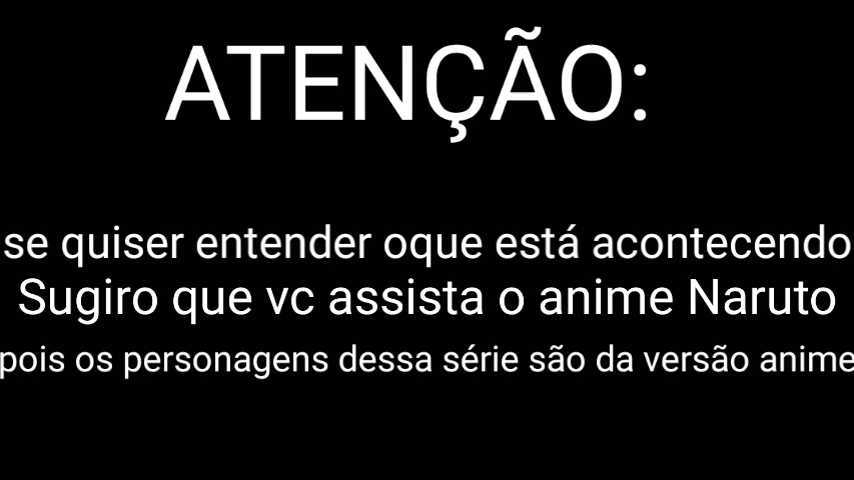 ATENÇÃO:
se quiser entender oque está acontecendo
Sugiro que vc assista o anime Naruto
pois os personagens dessa série são da versão anime